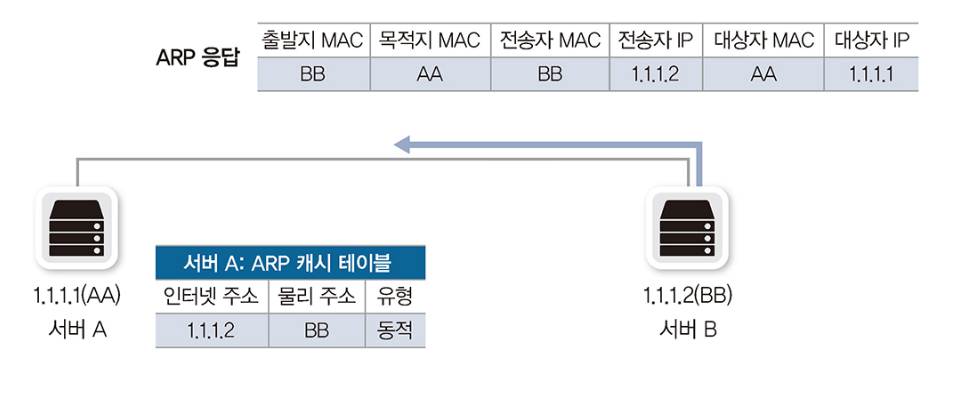 ARP 응답
출발지 MAC 목적지 MAC 전송자 MAC 전송자 IP 대상자 MAC 대상자 IP
BB AA BB 1.1.1.2 AA 1.1.1.1
서버 A: ARP 캐시 테이블
인터넷 주소 물리 주소 유형
1.1.1.2 BB 동적
1.1.1.1(AA)
서버 A
1.1.1.2(BB)
서버 B